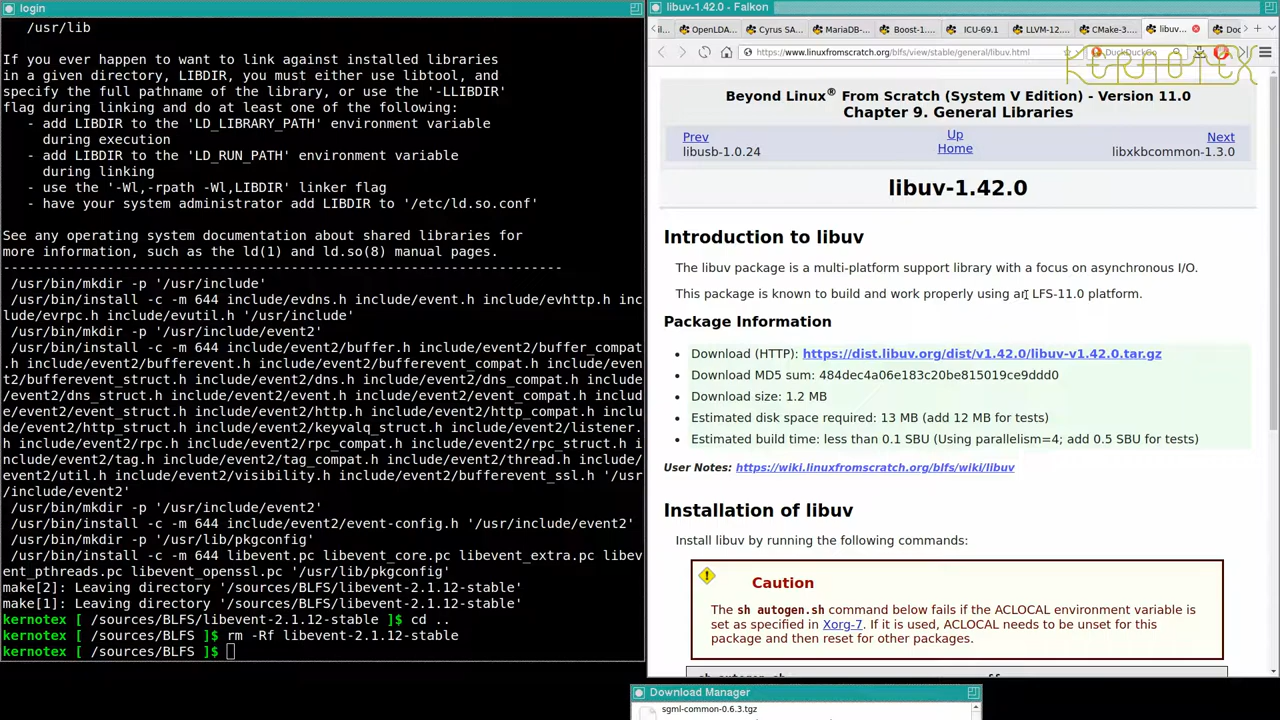 login
/usr/lib
If you ever happen to want to link against installed libraries
in a given directory, LIBDIR, you must either use libtool, and
specify the full pathname of the library, or use the '-LLIBDIR'
flag during linking and do at least one of the following:
- add LIBDIR to the 'LD_LIBRARY_PATH' environment variable
during execution
- add LIBDIR to the 'LD_RUN_PATH' environment variable
during linking
- use the '-Wl,-rpath -Wl,LIBDIR' linker flag
- have your system administrator add LIBDIR to '/etc/ld.so.conf'
See any operating system documentation about shared libraries for
more information, such as the ld(1) and ld.so(8) manual pages.
----------------------------------------------------------------------
/usr/bin/mkdir -p '/usr/include'
/usr/bin/install -c -m 644 include/evdns.h include/event.h include/evhttp.h inc
lude/evrpc.h include/evutil.h '/usr/include'
/usr/bin/mkdir -p '/usr/include/event2'
/usr/bin/install -c -m 644 include/event2/buffer.h include/event2/buffer_compat
.h include/event2/bufferevent.h include/event2/bufferevent_compat.h include/even
t2/bufferevent_struct.h include/event2/dns.h include/event2/dns_compat.h include
/event2/dns_struct.h include/event2/event.h include/event2/event_compat.h includ
e/event2/event_struct.h include/event2/http.h include/event2/http_compat.h inclu
de/event2/http_struct.h include/event2/keyvalq_struct.h include/event2/listener.
h include/event2/rpc.h include/event2/rpc_compat.h include/event2/rpc_struct.h i
nclude/event2/tag.h include/event2/tag_compat.h include/event2/thread.h include/
event2/util.h include/event2/visibility.h include/event2/bufferevent_ssl.h '/usr
/include/event2'
/usr/bin/mkdir -p '/usr/include/event2'
/usr/bin/install -c -m 644 include/event2/event-config.h '/usr/include/event2'
/usr/bin/mkdir -p '/usr/lib/pkgconfig'
/usr/bin/install -c -m 644 libevent.pc libevent_core.pc libevent_extra.pc libev
ent_pthreads.pc libevent_openssl.pc '/usr/lib/pkgconfig'
make[2]: Leaving directory '/sources/BLFS/libevent-2.1.12-stable'
make[1]: Leaving directory '/sources/BLFS/libevent-2.1.12-stable'
kernotex [ /sources/BLFS/libevent-2.1.12-stable ]$ cd ..
kernotex [ /sources/BLFS ]$ rm -Rf libevent-2.1.12-stable
kernotex [ /sources/BLFS ]$
libuv-1.42.0 - Falkon
il... OpenLDA... Cyrus SA... MariaDB-... Boost-1.... ICU-69.1 LLVM-12.... CMake-3.... libuv... Doc
https://www.linuxfromscratch.org/blfs/view/stable/general/libuv.html DuckDuckGo
KERNOTEX
Beyond Linux® From Scratch (System V Edition) - Version 11.0
Chapter 9. General Libraries
Prev Up Next
libusb-1.0.24 Home libxkbcommon-1.3.0
libuv-1.42.0
Introduction to libuv
The libuv package is a multi-platform support library with a focus on asynchronous I/O.
This package is known to build and work properly using an LFS-11.0 platform.
Package Information
• Download (HTTP): https://dist.libuv.org/dist/v1.42.0/libuv-v1.42.0.tar.gz
• Download MD5 sum: 484dec4a06e183c20be815019ce9ddd0
• Download size: 1.2 MB
• Estimated disk space required: 13 MB (add 12 MB for tests)
• Estimated build time: less than 0.1 SBU (Using parallelism=4; add 0.5 SBU for tests)
User Notes: https://wiki.linuxfromscratch.org/blfs/wiki/libuv
Installation of libuv
Install libuv by running the following commands:
Caution
The sh autogen.sh command below fails if the ACLOCAL environment variable is
set as specified in Xorg-7. If it is used, ACLOCAL needs to be unset for this
package and then reset for other packages.
Download Manager
sgml-common-0.6.3.tgz